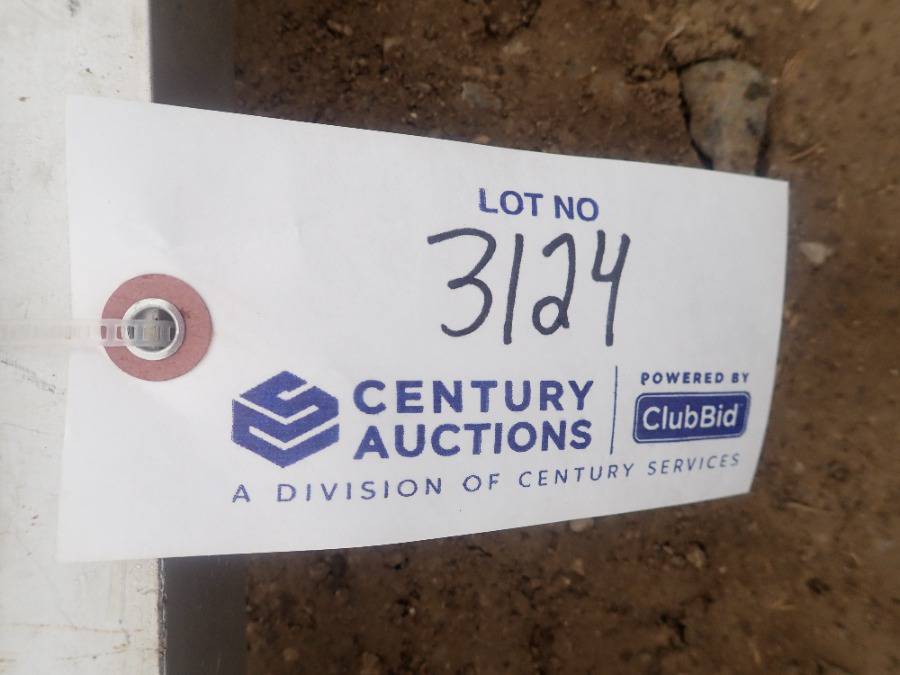 LOT NO
3124
CENTURY
AUCTIONS
POWERED BY
ClubBid
A DIVISION OF CENTURY SERVICES